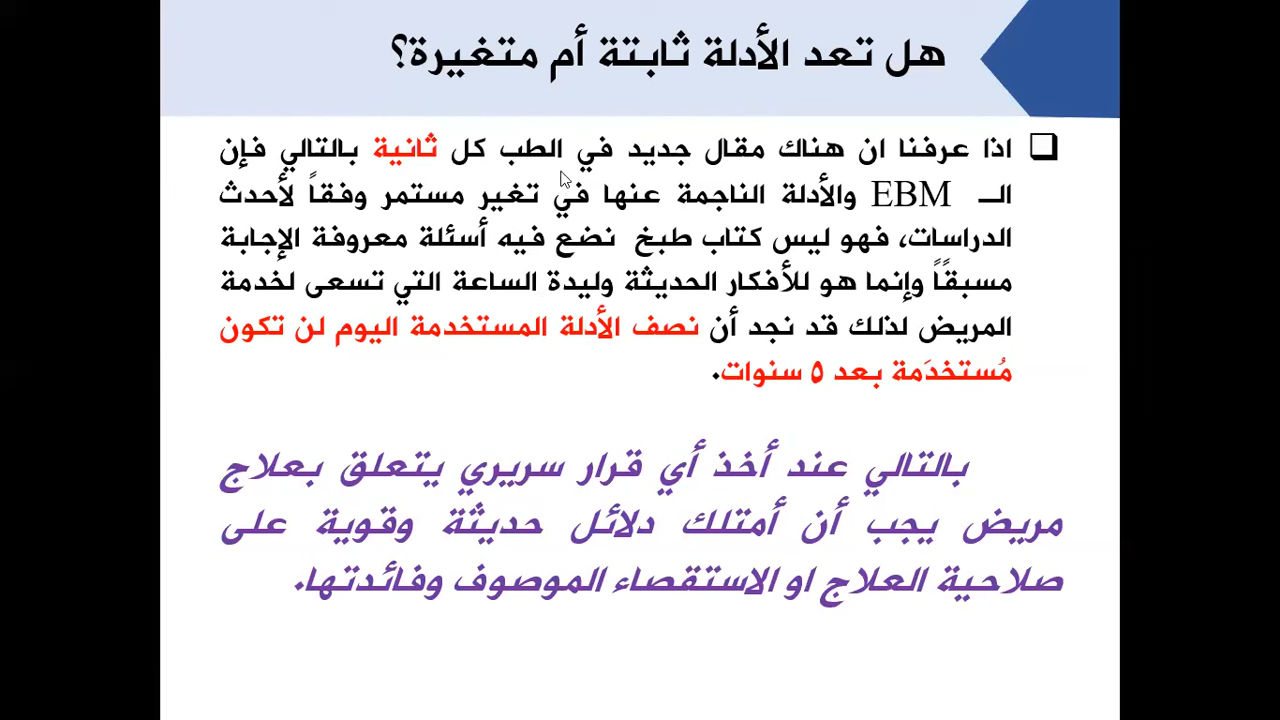 هل تعد الأدلة ثابتة أم متغيرة؟
اذا عرفنا ان هناك مقال جديد في الطب كل ثانية بالتالي فإن
الـ EBM والأدلة الناجمة عنها في تغير مستمر وفقاً لأحدث
الدراسات، فهو ليس كتاب طبخ نضع فيه أسئلة معروفة الإجابة
مسبقًاً وإنما هو للأفكار الحديثة وليدة الساعة التي تسعى لخدمة
المريض لذلك قد نجد أن نصف الأدلة المستخدمة اليوم لن تكون
مُستخدَمة بعد ٥ سنوات.
بالتالي عند أخذ أي قرار سريري يتعلق بعلاج
مريض يجب أن أمتلك دلائل حديثة وقوية على
صلاحية العلاج او الاستقصاء الموصوف وفائدتها.